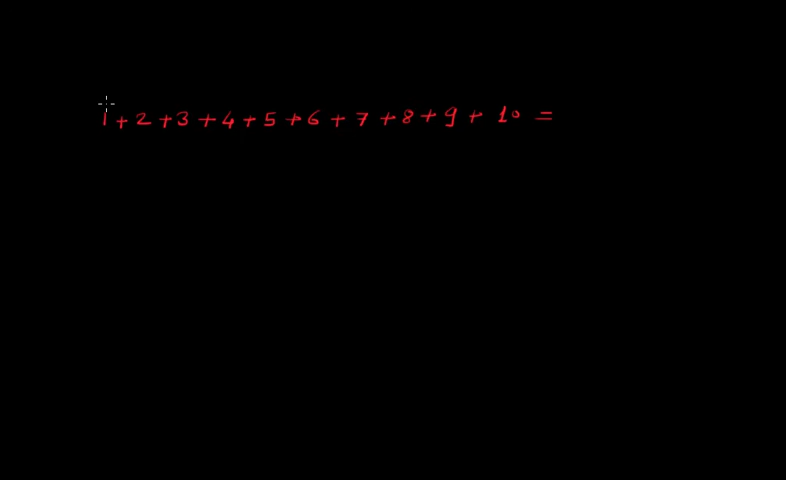 1 + 2 + 3 + 4 + 5 + 6 + 7 + 8 + 9 + 10 =